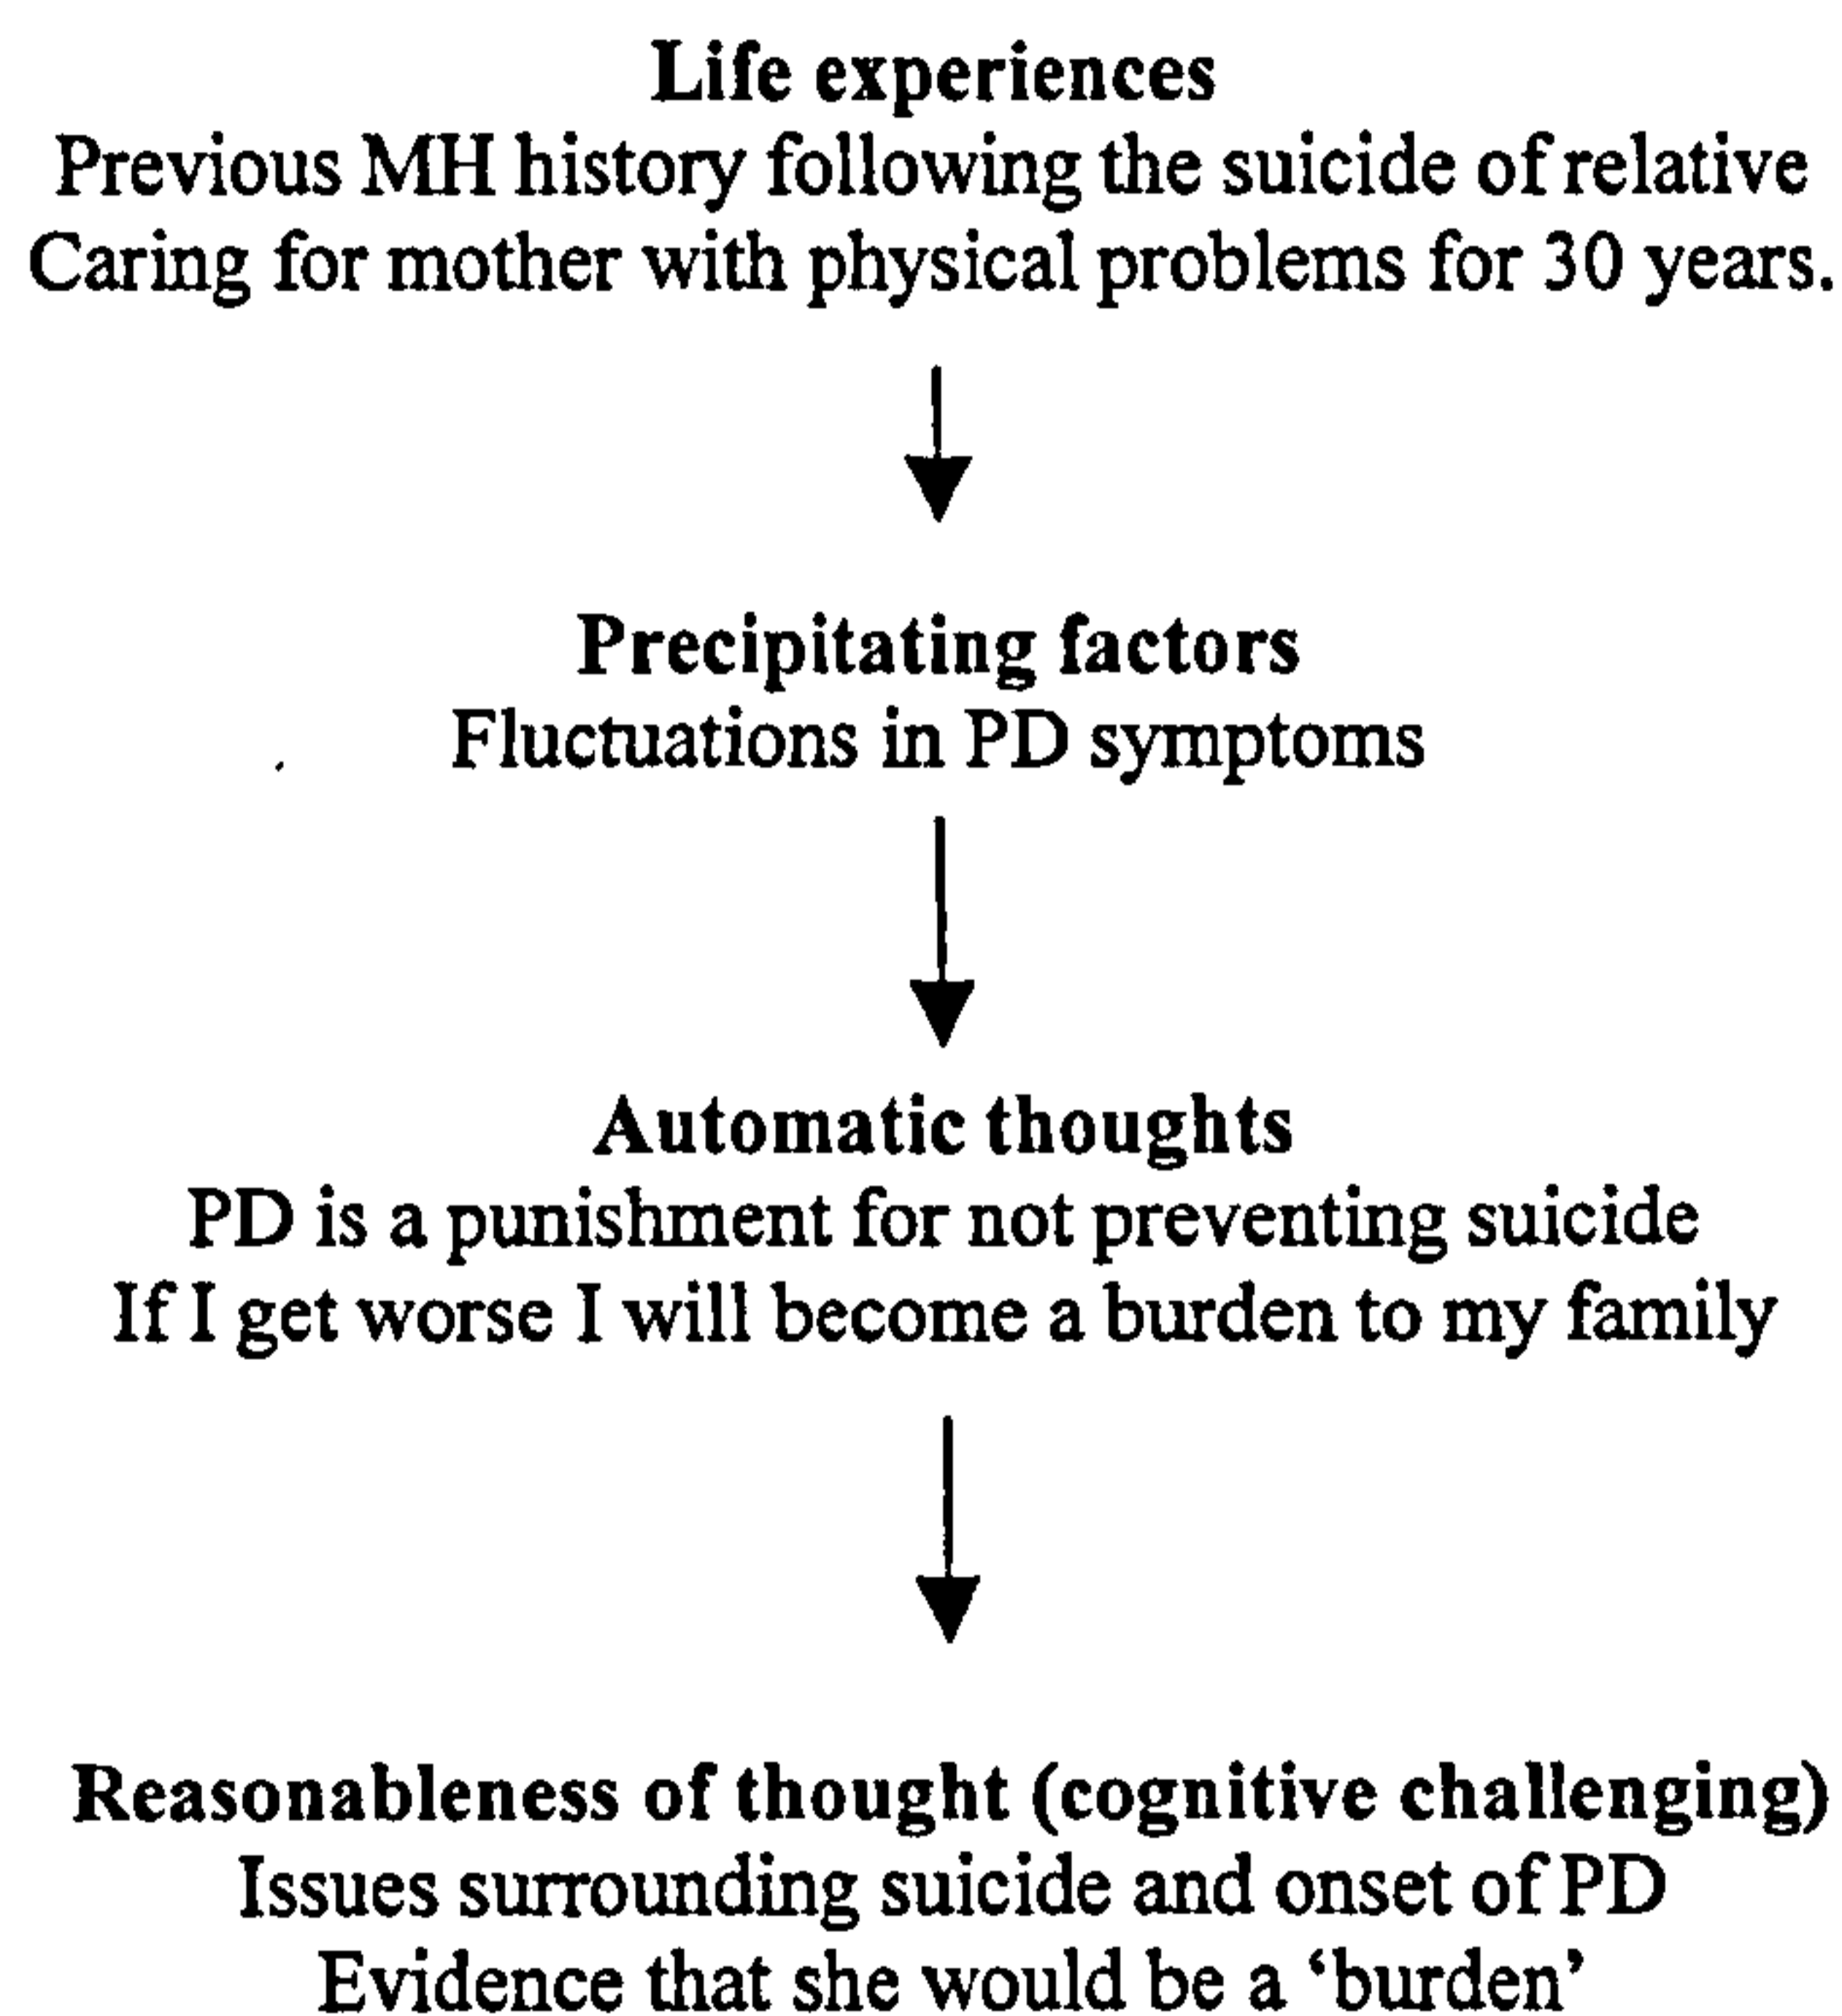 Life experiences
Previous MH history following the suicide of relative
Caring for mother with physical problems for 30 years.
Precipitating factors
Fluctuations in PD symptoms
Automatic thoughts
PD is a punishment for not preventing suicide
If I get worse I will become a burden to my family
Reasonableness of thought (cognitive challenging)
Issues surrounding suicide and onset of PD
Evidence that she would be a ‘burden’